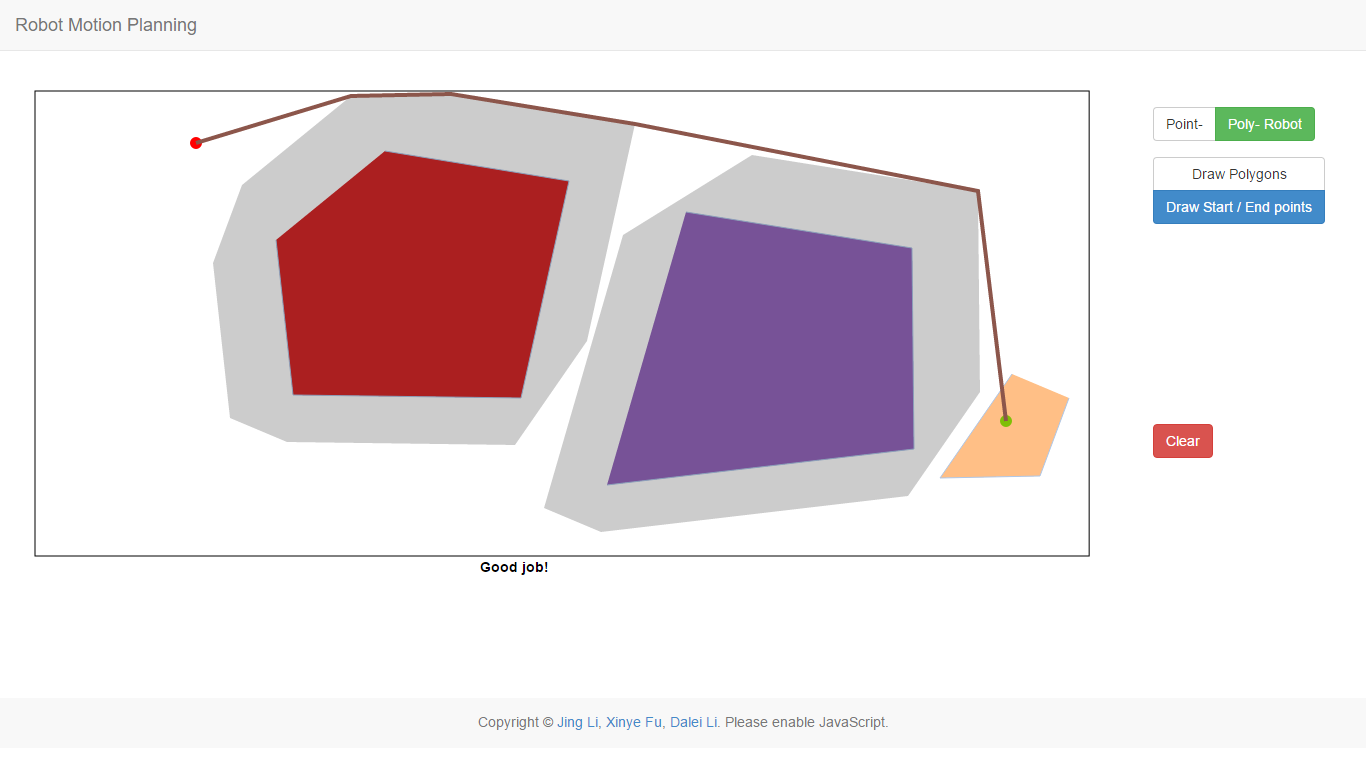 Robot Motion Planning
Point-
Poly- Robot
Draw Polygons
Draw Start / End points
Clear
Good job!
Copyright © Jing Li, Xinye Fu, Dalei Li. Please enable JavaScript.